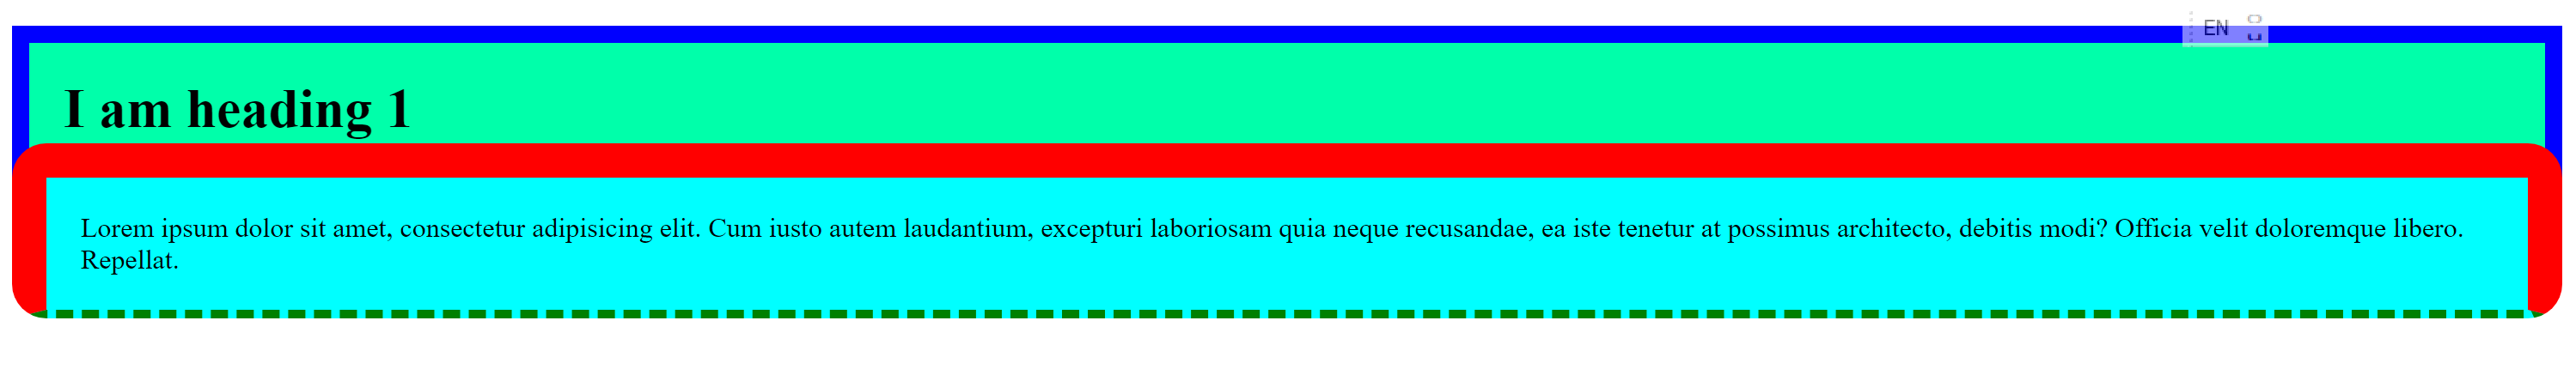 EN
I am heading 1
Lorem ipsum dolor sit amet, consectetur adipisicing elit. Cum iusto autem laudantium, excepturi laboriosam quia neque recusandae, ea iste tenetur at possimus architecto, debitis modi? Officia velit doloremque libero.
Repellat.